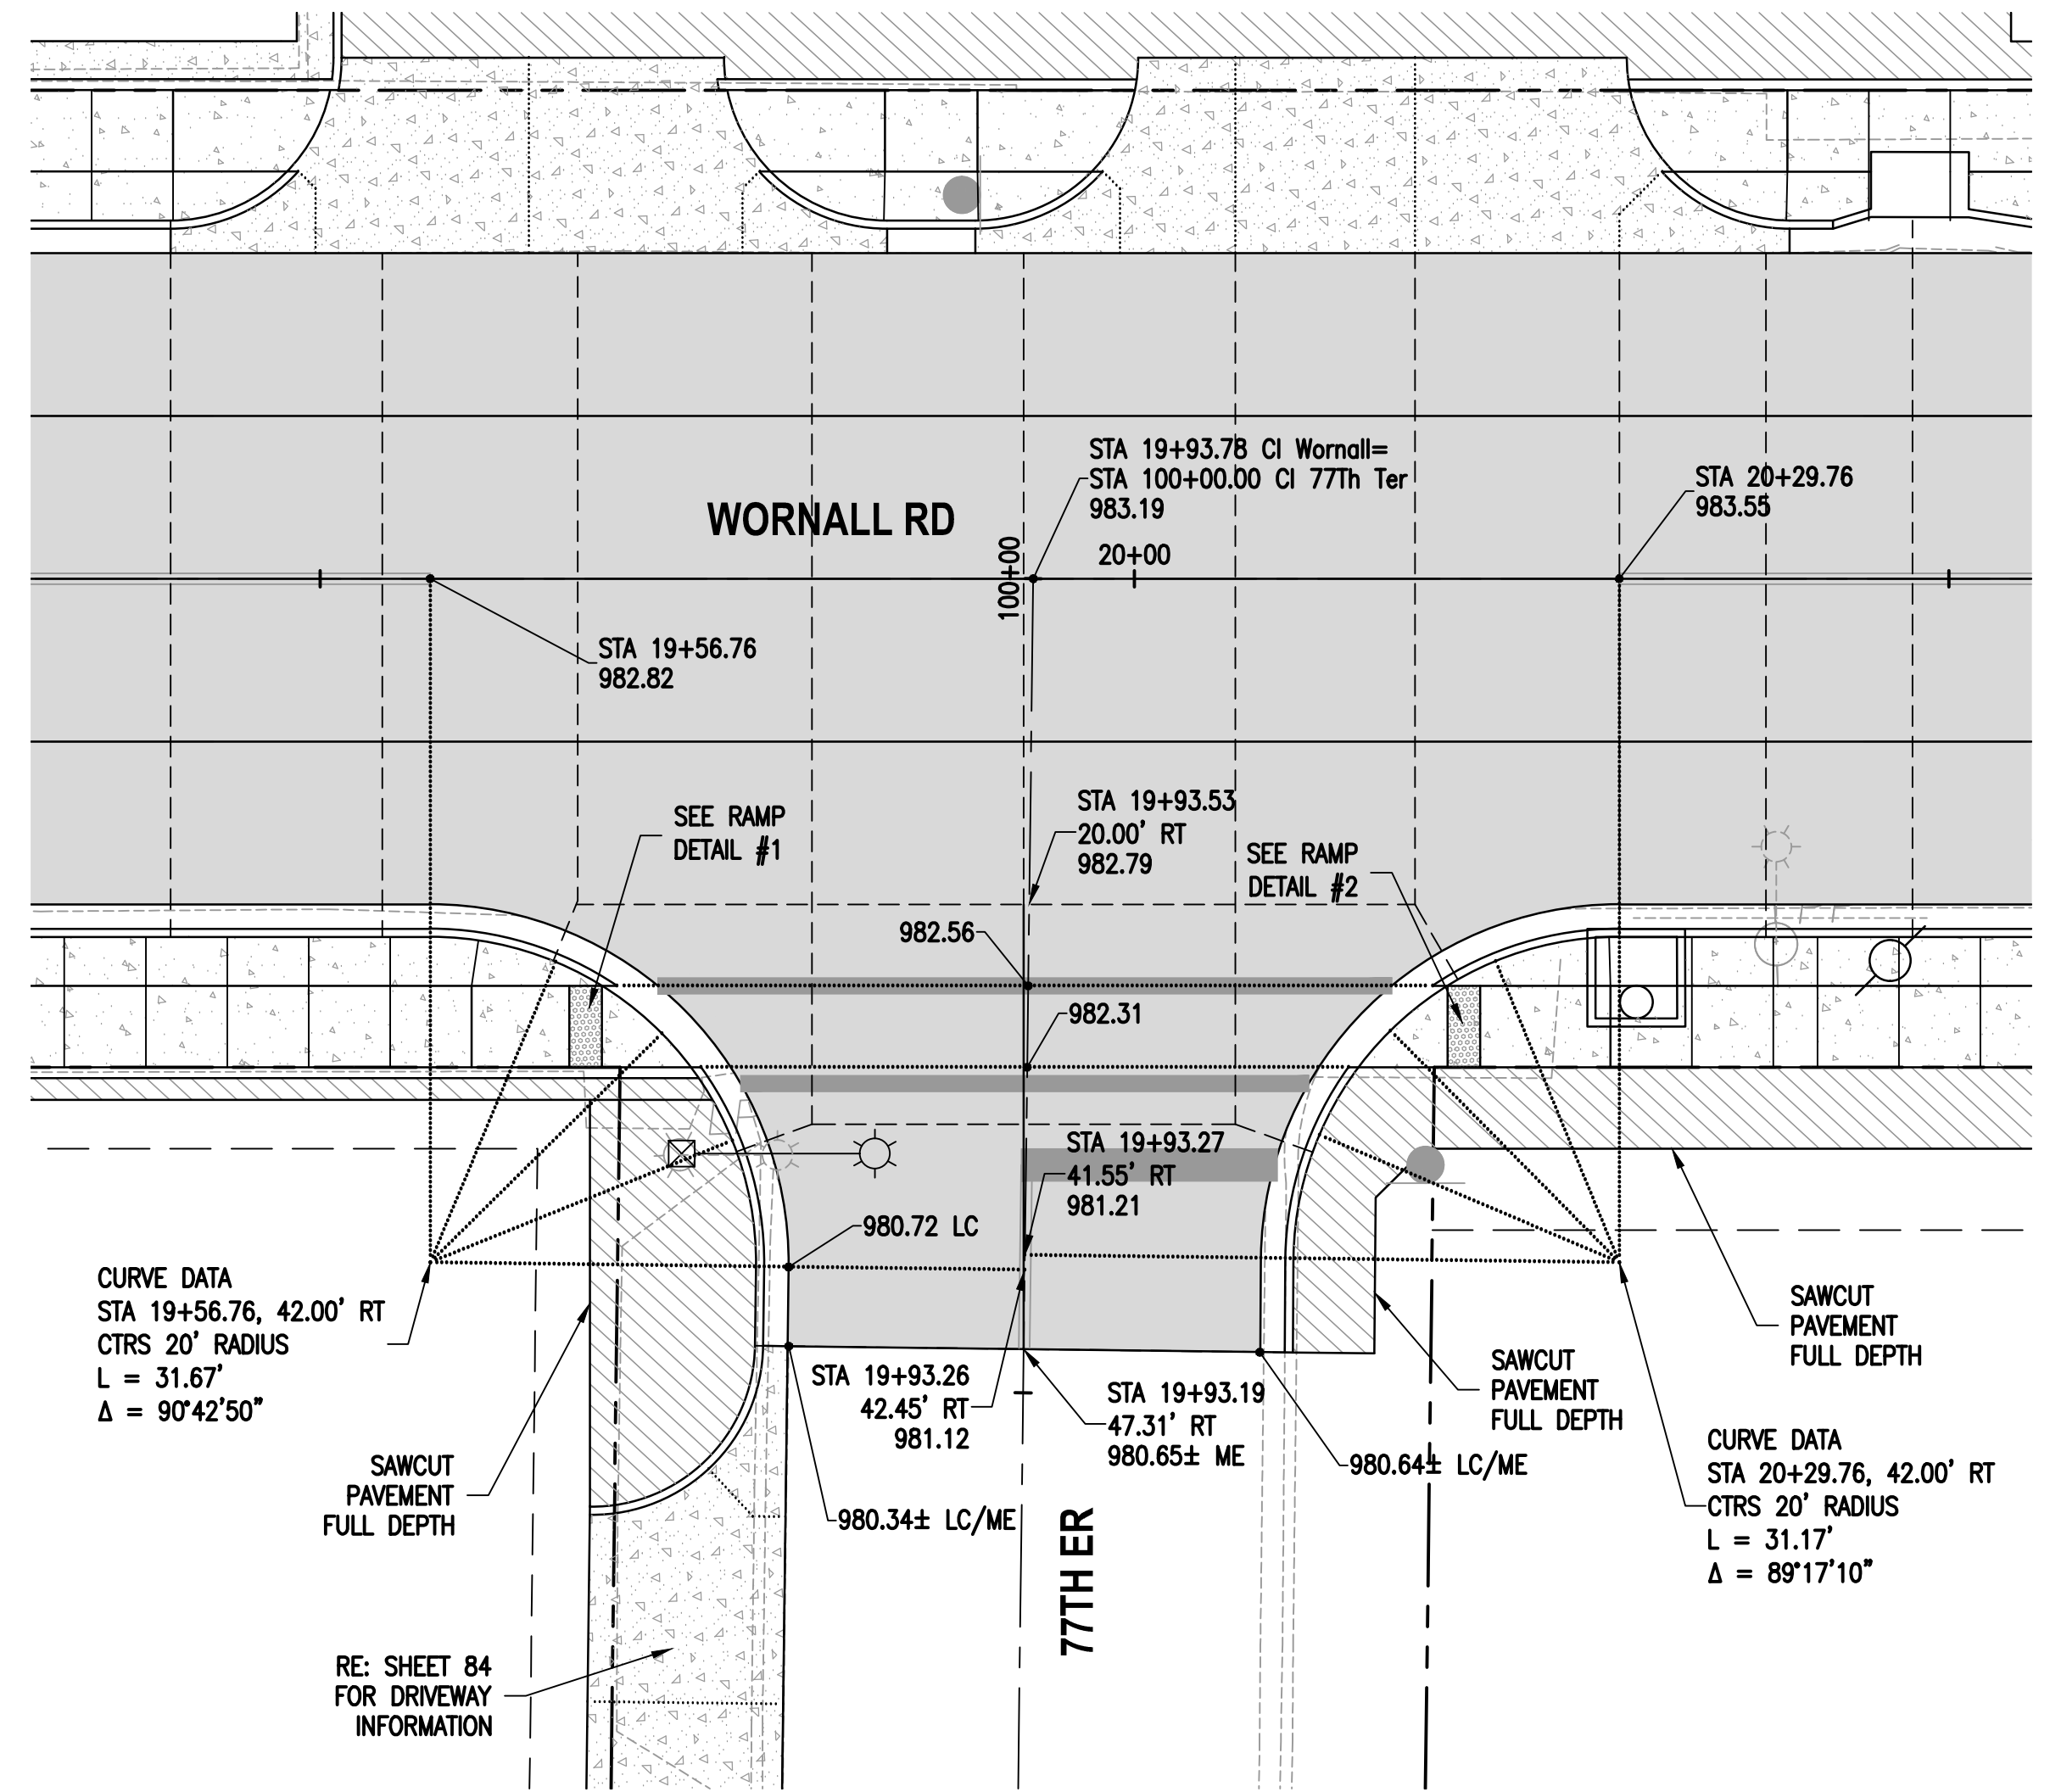 STA 19+93.78 Cl Wornall=
STA 100+00.00 Cl 77Th Ter
983.19
STA 20+29.76
983.55
WORNALL RD
100+00
20+00
STA 19+56.76
982.82
SEE RAMP
DETAIL #1
STA 19+93.53
20.00' RT
982.79
SEE RAMP
DETAIL #2
982.56
982.31
STA 19+93.27
41.55' RT
981.21
980.72 LC
CURVE DATA
STA 19+56.76, 42.00' RT
CTRS 20' RADIUS
L = 31.67'
Δ = 90°42'50"
SAWCUT
PAVEMENT
FULL DEPTH
SAWCUT
PAVEMENT
FULL DEPTH
STA 19+93.26
42.45' RT
981.12
STA 19+93.19
47.31' RT
980.65± ME
980.64± LC/ME
CURVE DATA
STA 20+29.76, 42.00' RT
CTRS 20' RADIUS
L = 31.17'
Δ = 89°17'10"
SAWCUT
PAVEMENT
FULL DEPTH
980.34± LC/ME
77TH ER
RE: SHEET 84
FOR DRIVEWAY
INFORMATION